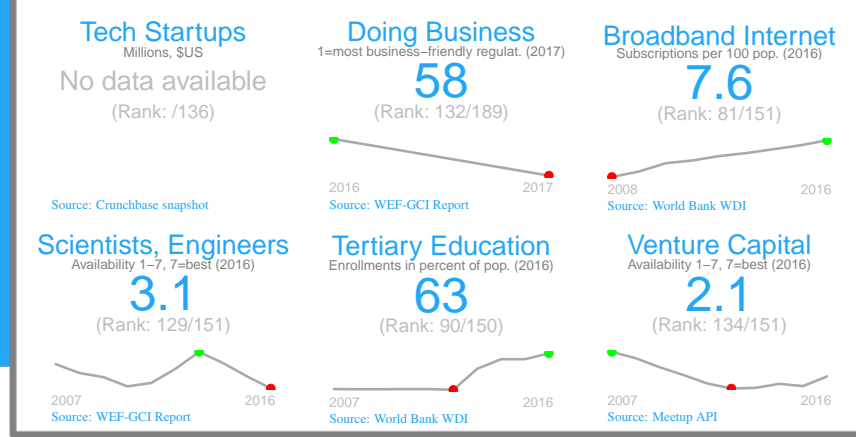 Tech Startups
Millions, $US
No data available
(Rank: /136)
Source: Crunchbase snapshot
Doing Business
1=most business−friendly regulat. (2017)
58
(Rank: 132/189)
2016 2017
Source: WEF-GCI Report
Broadband Internet
Subscriptions per 100 pop. (2016)
7.6
(Rank: 81/151)
2008 2016
Source: World Bank WDI
Scientists, Engineers
Availability 1−7, 7=best (2016)
3.1
(Rank: 129/151)
2007 2016
Source: WEF-GCI Report
Tertiary Education
Enrollments in percent of pop. (2016)
63
(Rank: 90/150)
2007 2016
Source: World Bank WDI
Venture Capital
Availability 1−7, 7=best (2016)
2.1
(Rank: 134/151)
2007 2016
Source: Meetup API